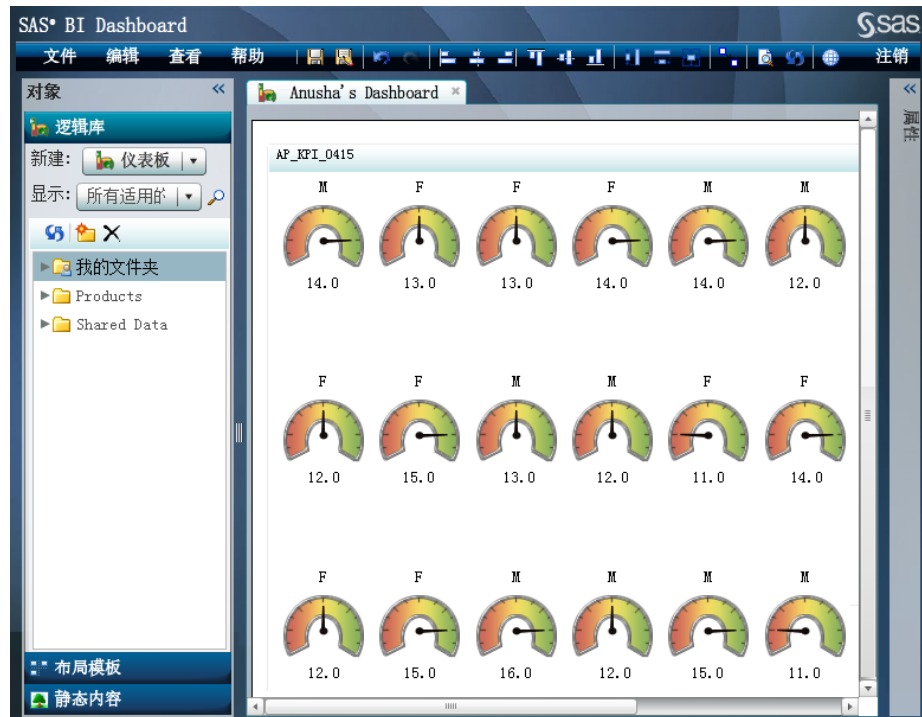 SAS® BI Dashboard
sas
文件 编辑 查看 帮助 注销
对象
Anusha's Dashboard
属性
逻辑库
新建: 仪表板
显示: 所有适用的
我的文件夹
Products
Shared Data
布局模板
静态内容
AP_KPI_0415
M F F F M M
14.0 13.0 13.0 14.0 14.0 12.0
F F M M F F
12.0 15.0 13.0 12.0 11.0 14.0
F F M M M M
12.0 15.0 16.0 12.0 15.0 11.0